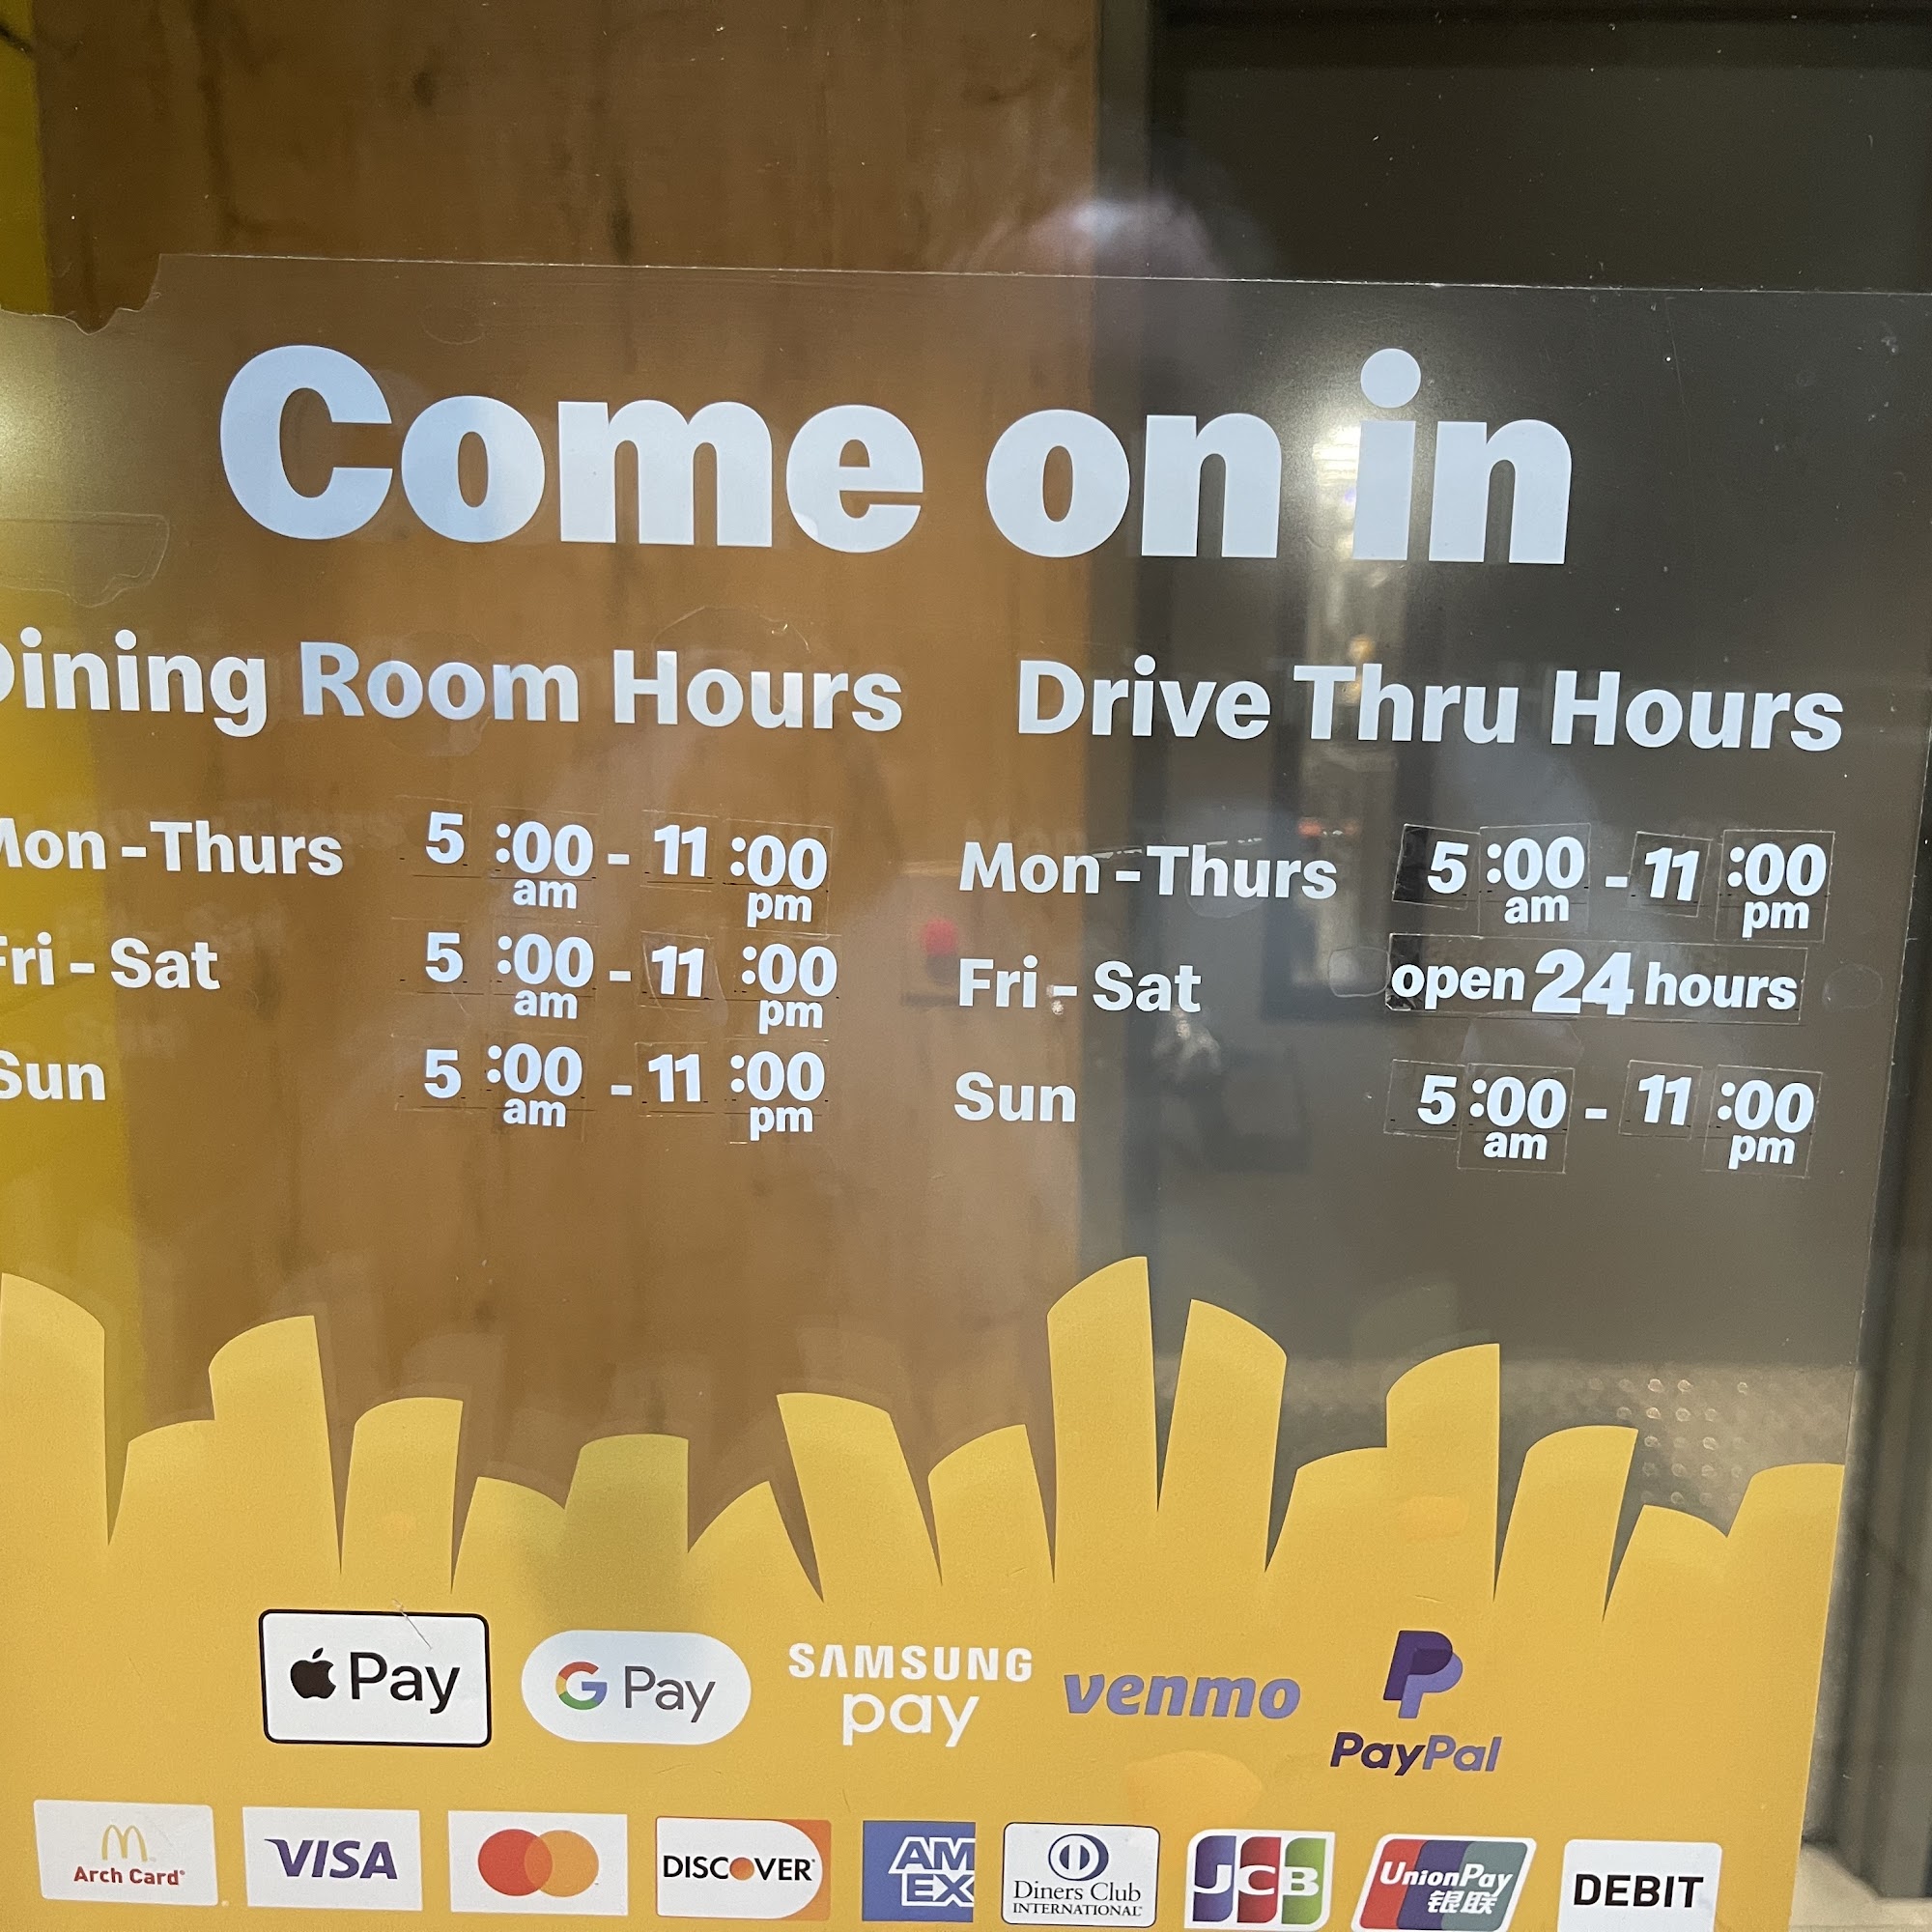 Come on in
Dining Room Hours
Mon - Thurs 5:00 am - 11:00 pm
Fri - Sat 5:00 am - 11:00 pm
Sun 5:00 am - 11:00 pm
Drive Thru Hours
Mon - Thurs 5:00 am - 11:00 pm
Fri - Sat open 24 hours
Sun 5:00 am - 11:00 pm
Pay
G Pay
SAMSUNG
pay
venmo
PayPal
Arch Card®
VISA
DISCOVER
AM
EX
Diners Club
INTERNATIONAL
JCB
UnionPay
银联
DEBIT